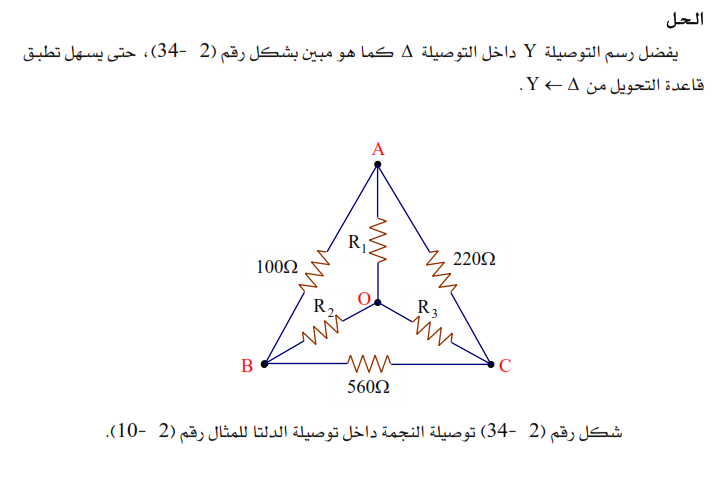 الحل
يفضل رسم التوصيلة Y داخل التوصيلة Δ كما هو مبين بشكل رقم (2 -34)، حتى يسهل تطبق
قاعدة التحويل من Y ← Δ.
A
R1
100Ω
220Ω
O
R2
R3
B
C
560Ω
شكل رقم (2 -34) توصيلة النجمة داخل توصيلة الدلتا للمثال رقم (2 -10).